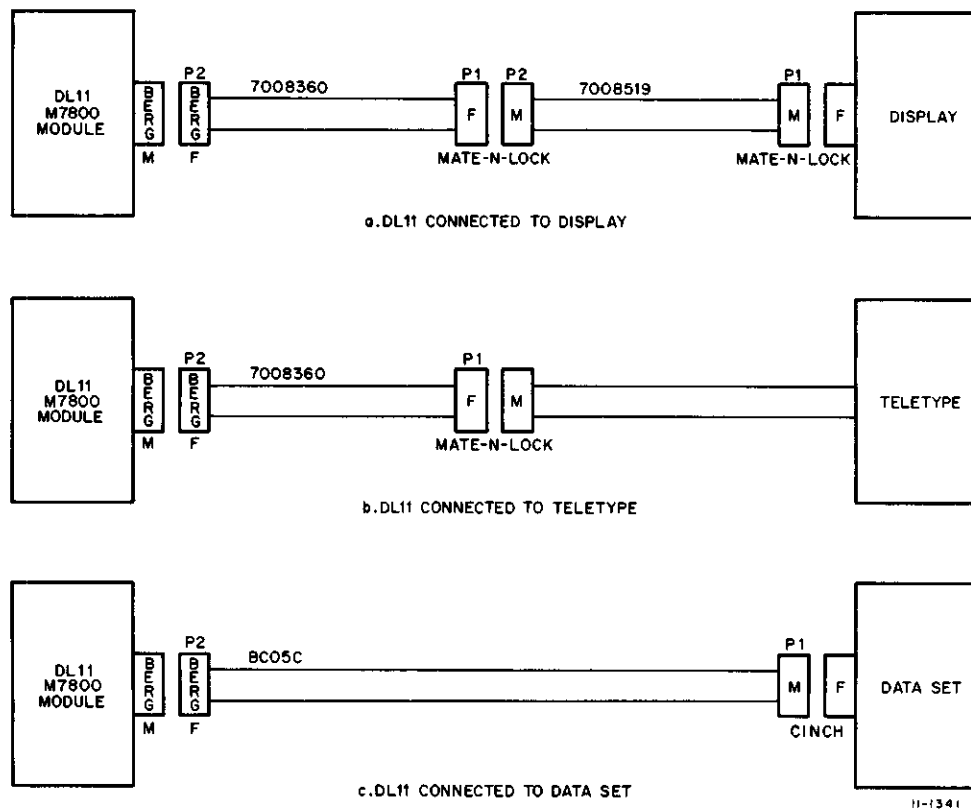 DL11
M7800
MODULE
BERG
M
P2
BERG
F
7008360
P1
F
P2
M
MATE-N-LOCK
7008519
P1
M
F
MATE-N-LOCK
DISPLAY
a.DL11 CONNECTED TO DISPLAY
DL11
M7800
MODULE
BERG
M
P2
BERG
F
7008360
P1
F
M
MATE-N-LOCK
TELETYPE
b.DL11 CONNECTED TO TELETYPE
DL11
M7800
MODULE
BERG
M
P2
BERG
F
BC05C
P1
M
F
CINCH
DATA SET
c.DL11 CONNECTED TO DATA SET
11-1341